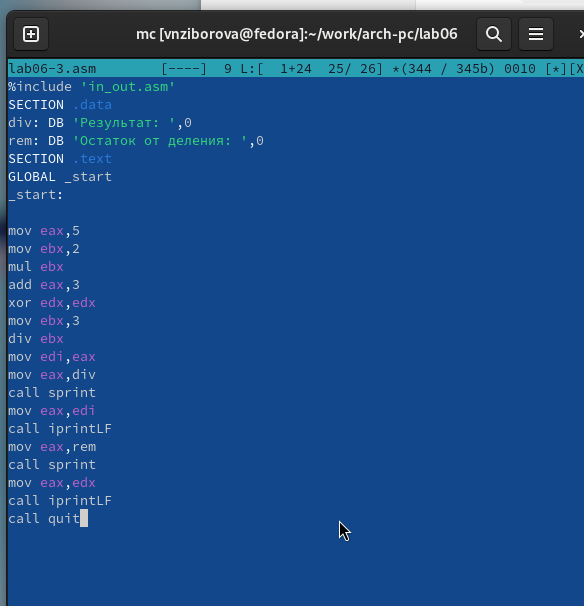 mc [vnziborova@fedora]:~/work/arch-pc/lab06
lab06-3.asm [----] 9 L:[ 1+24 25/ 26] *(344 / 345b) 0010 [*][X
%include 'in_out.asm'
SECTION .data
div: DB 'Результат: ',0
rem: DB 'Остаток от деления: ',0
SECTION .text
GLOBAL _start
_start:
mov eax,5
mov ebx,2
mul ebx
add eax,3
xor edx,edx
mov ebx,3
div ebx
mov edi,eax
mov eax,div
call sprint
mov eax,edi
call iprintLF
mov eax,rem
call sprint
mov eax,edx
call iprintLF
call quit